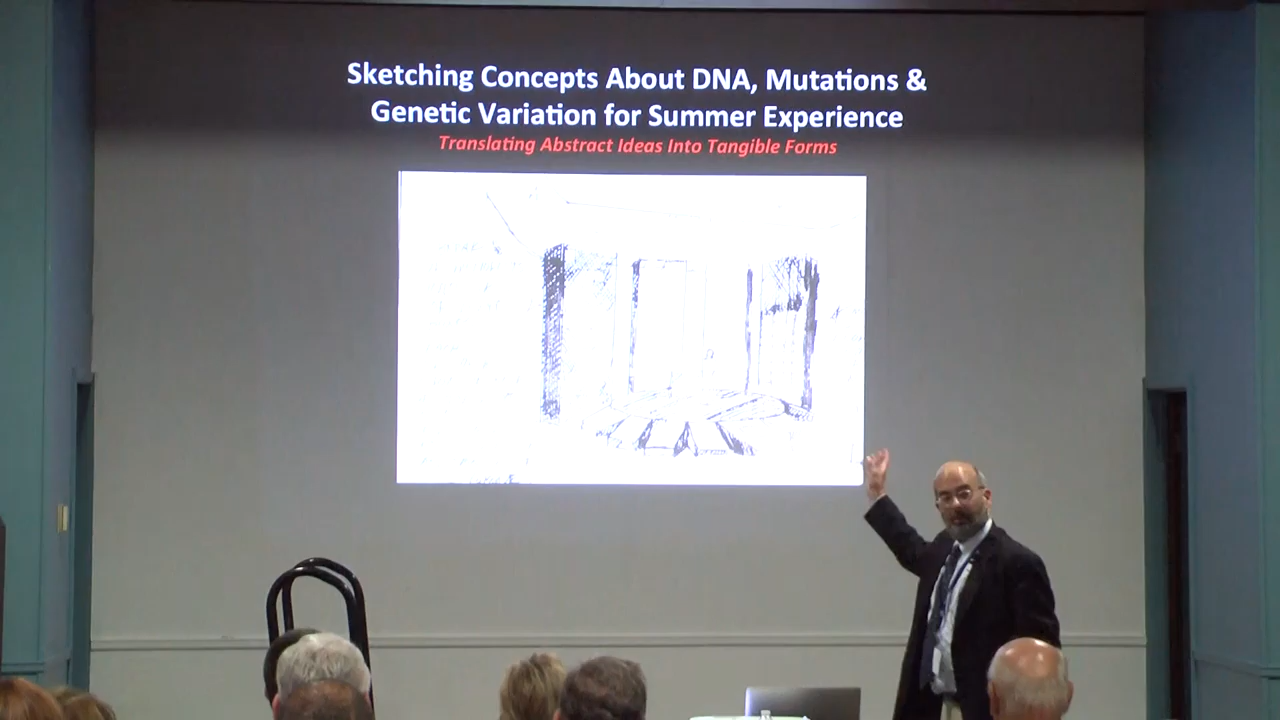 Sketching Concepts About DNA, Mutations &
Genetic Variation for Summer Experience
Translating Abstract Ideas Into Tangible Forms